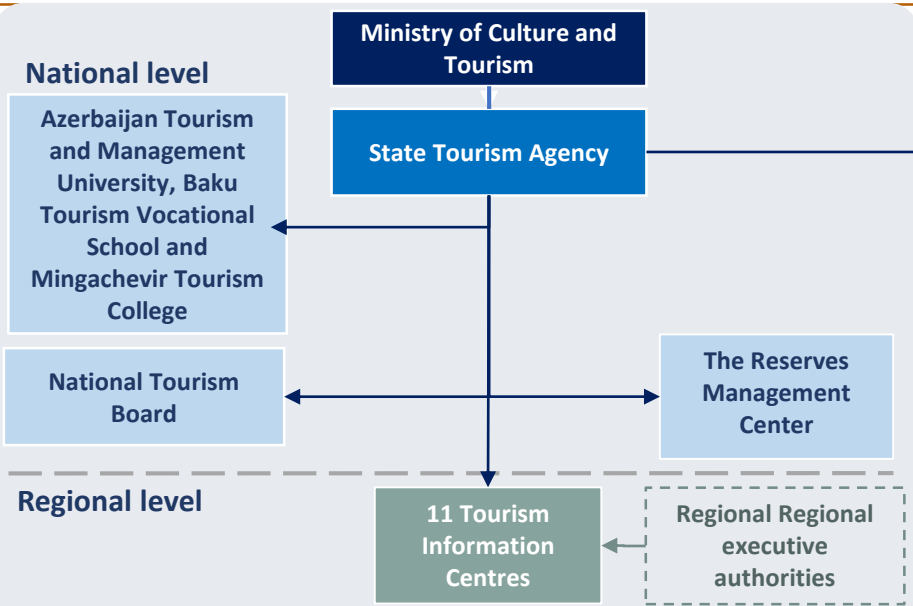 Ministry of Culture and
Tourism
National level
Azerbaijan Tourism
and Management
University, Baku
Tourism Vocational
School and
Mingachevir Tourism
College
State Tourism Agency
National Tourism
Board
The Reserves
Management
Center
Regional level
11 Tourism
Information
Centres
Regional Regional
executive
authorities